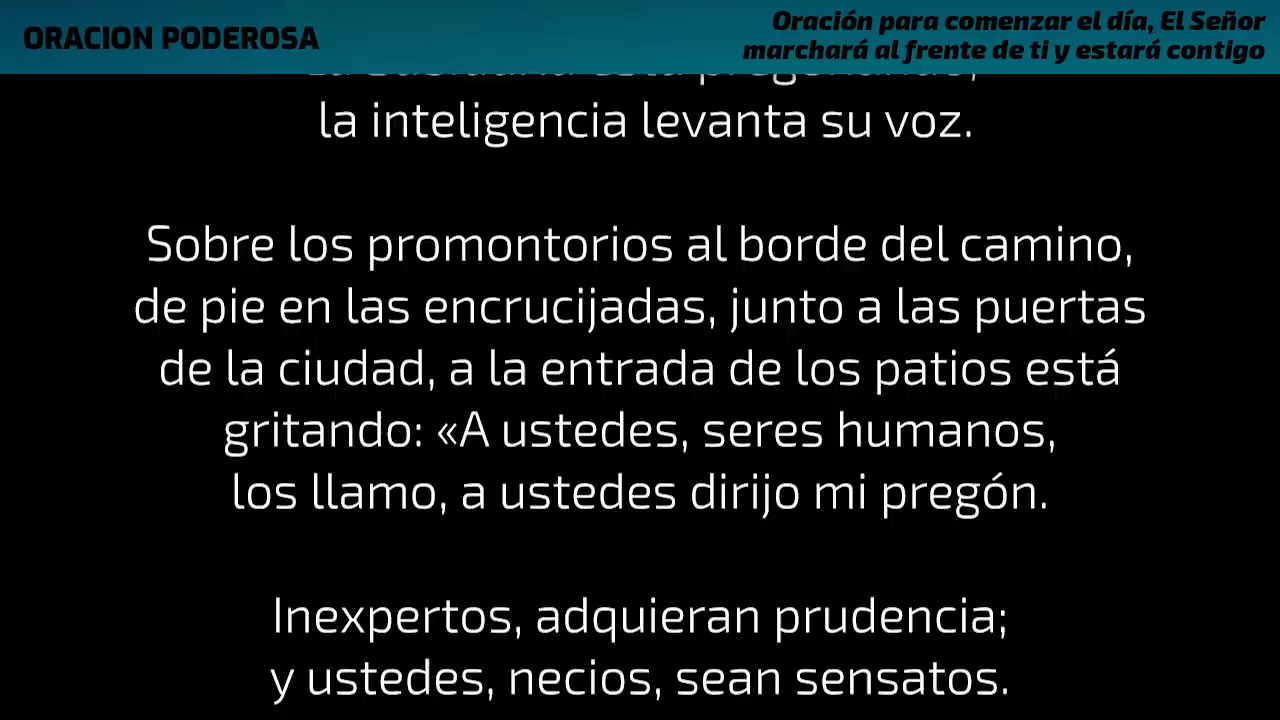 ORACION PODEROSA
Oración para comenzar el día, El Señor
marchará al frente de ti y estará contigo
la inteligencia levanta su voz.
Sobre los promontorios al borde del camino,
de pie en las encrucijadas, junto a las puertas
de la ciudad, a la entrada de los patios está
gritando: «A ustedes, seres humanos,
los llamo, a ustedes dirijo mi pregón.
Inexpertos, adquieran prudencia;
y ustedes, necios, sean sensatos.